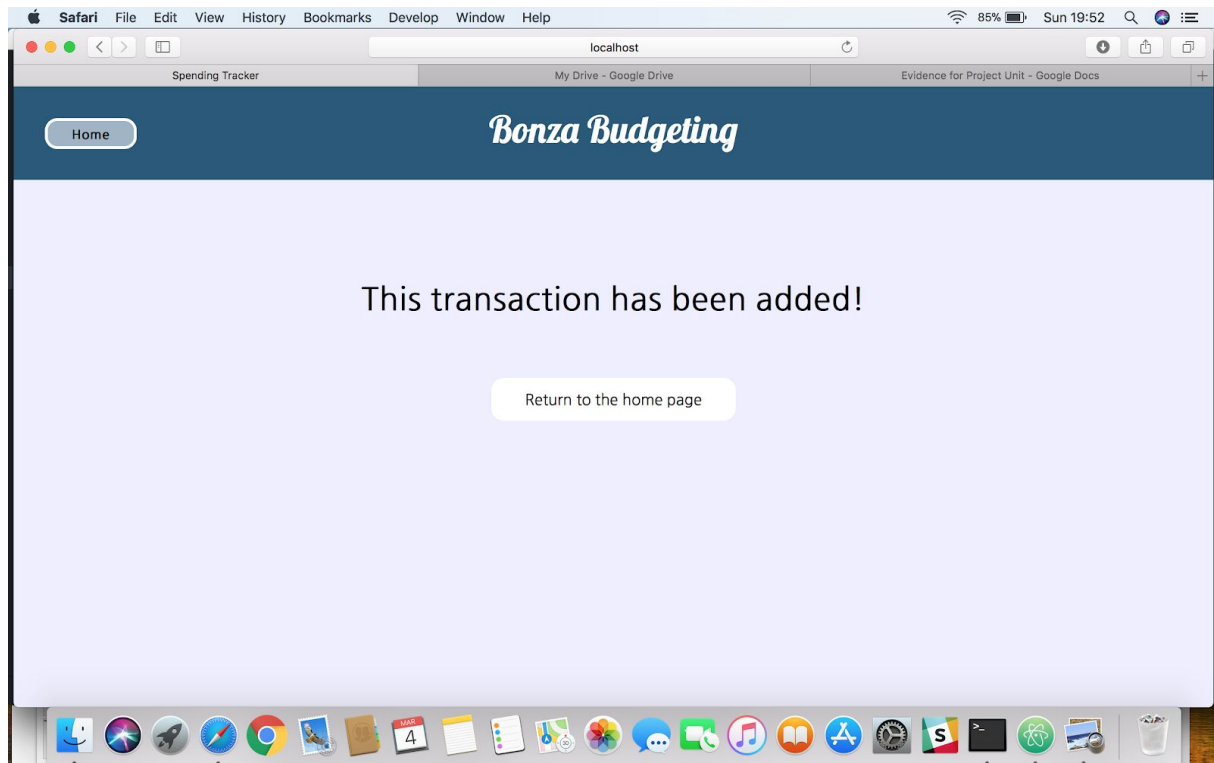 Safari File Edit View History Bookmarks Develop Window Help 85% Sun 19:52
localhost
Spending Tracker My Drive - Google Drive Evidence for Project Unit - Google Docs
Home Bonza Budgeting
This transaction has been added!
Return to the home page
MAR
4
S
>_